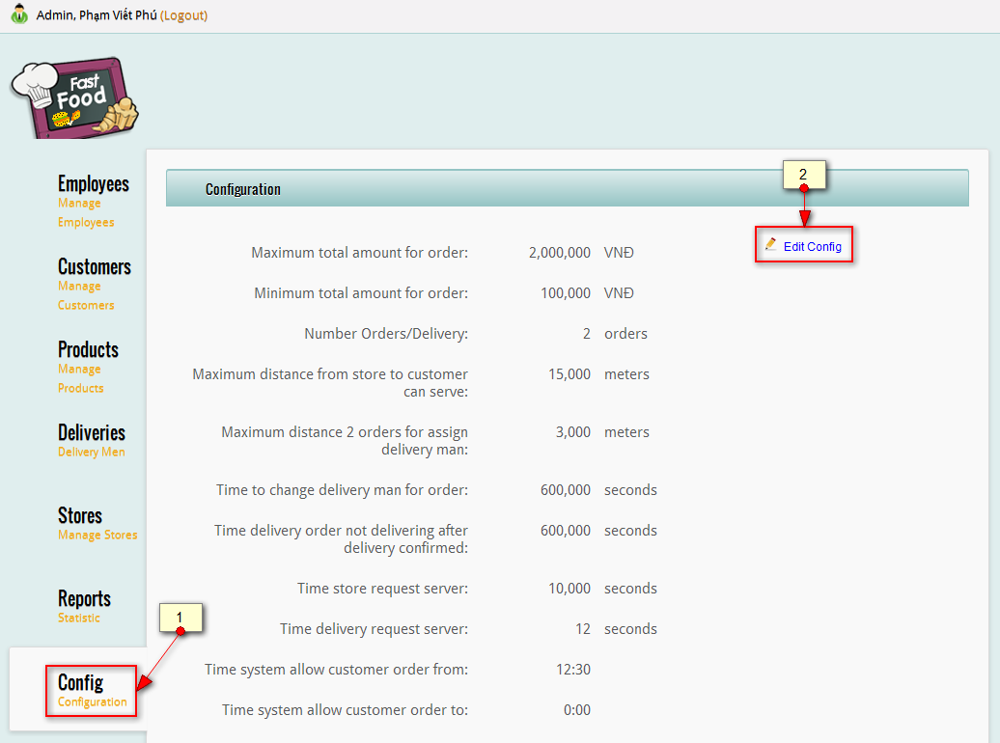 Admin, Phạm Viết Phú (Logout)
Fast
Food
Employees
Manage
Employees
Customers
Manage
Customers
Products
Manage
Products
Deliveries
Delivery Men
Stores
Manage Stores
Reports
Statistic
1
Config
Configuration
Configuration
2
Edit Config
Maximum total amount for order: 2,000,000 VNĐ
Minimum total amount for order: 100,000 VNĐ
Number Orders/Delivery: 2 orders
Maximum distance from store to customer 15,000 meters
can serve:
Maximum distance 2 orders for assign 3,000 meters
delivery man:
Time to change delivery man for order: 600,000 seconds
Time delivery order not delivering after 600,000 seconds
delivery confirmed:
Time store request server: 10,000 seconds
Time delivery request server: 12 seconds
Time system allow customer order from: 12:30
Time system allow customer order to: 0:00